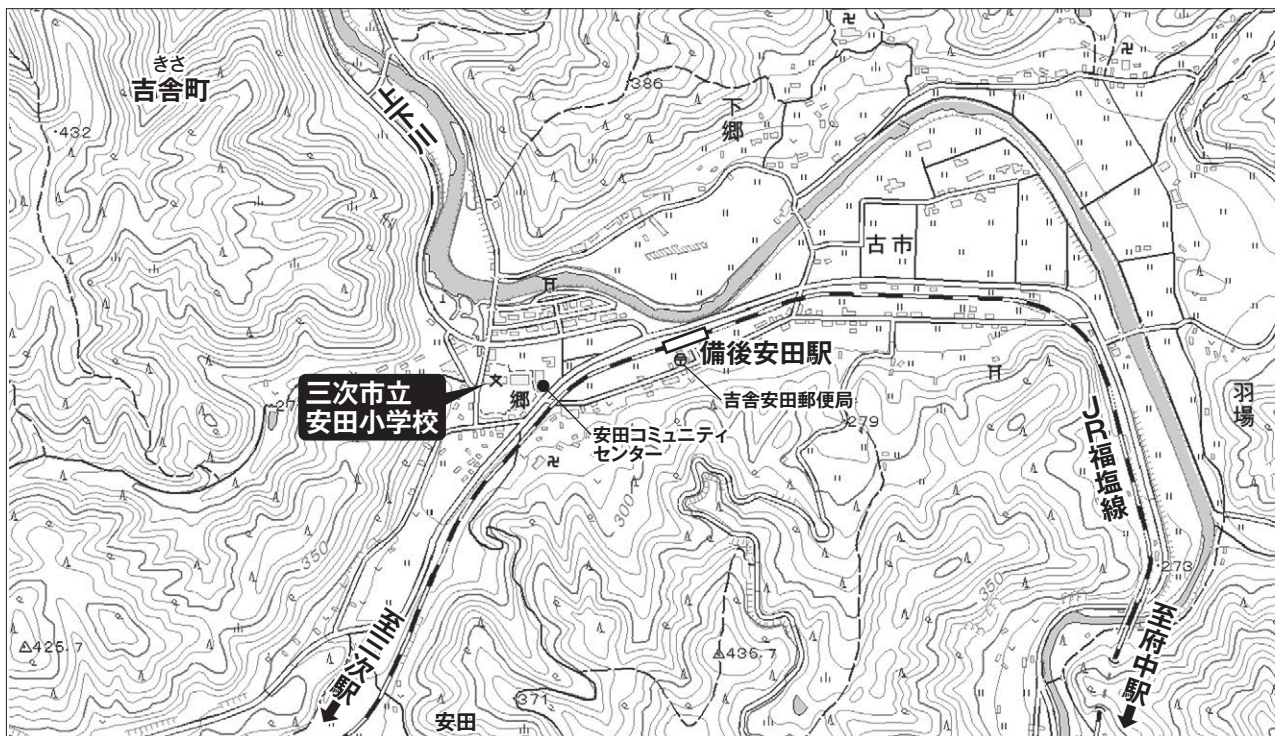 きさ
吉舎町
432
上下川
386
下郷
古市
備後安田駅
吉舎安田郵便局
三次市立
安田小学校
郷
安田コミュニティ
センター
279
羽場
JR福塩線
300
350
350
273
425.7
436.7
371
至三次駅
至府中駅
安田